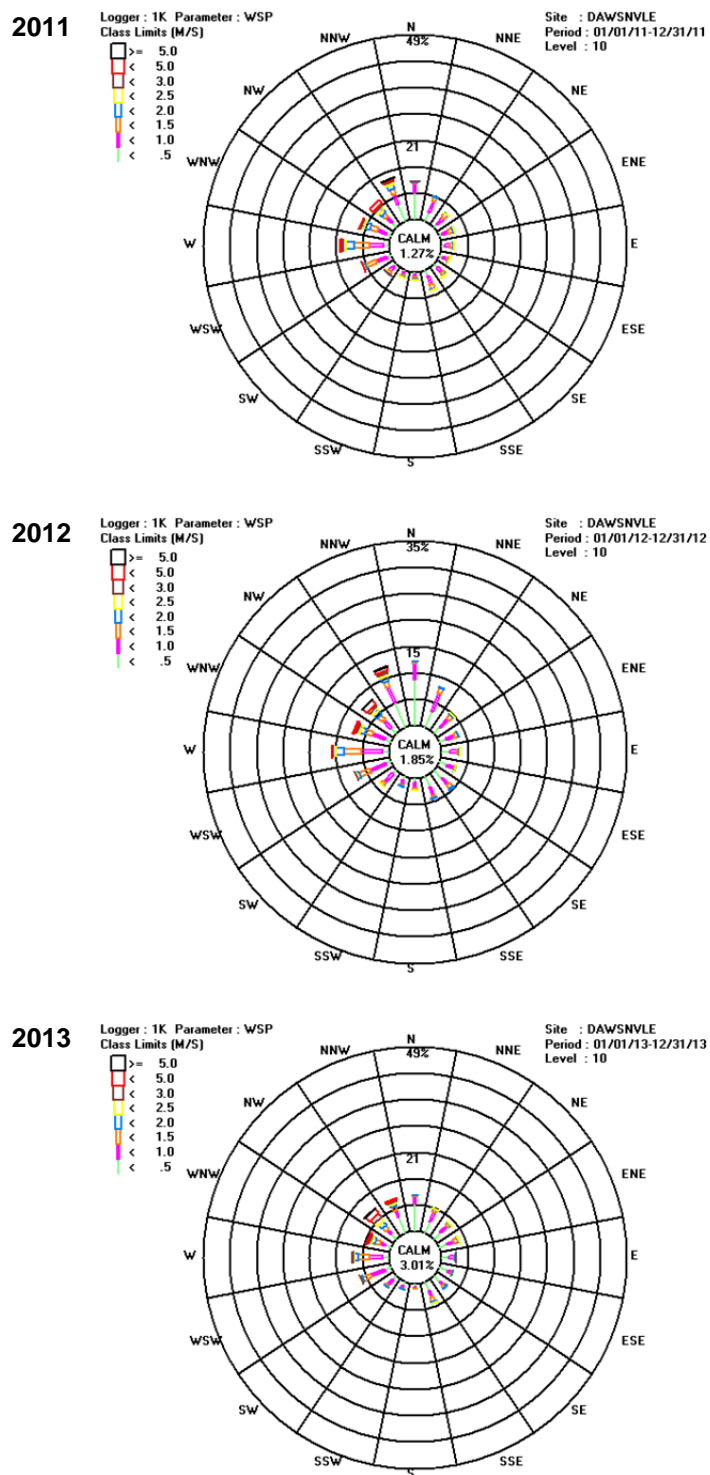 2011
Logger : 1K Parameter : WSP
Class Limits (M/S)
>= 5.0
< 5.0
< 3.0
< 2.5
< 2.0
< 1.5
< 1.0
< .5
Site : DAWSNVLE
Period : 01/01/11-12/31/11
Level : 10
N
49%
NNW
NNE
NW
NE
21
WNW
ENE
W
CALM
1.27%
E
WSW
ESE
SW
SE
SSW
SSE
S
2012
Logger : 1K Parameter : WSP
Class Limits (M/S)
>= 5.0
< 5.0
< 3.0
< 2.5
< 2.0
< 1.5
< 1.0
< .5
Site : DAWSNVLE
Period : 01/01/12-12/31/12
Level : 10
N
35%
NNW
NNE
NW
NE
15
WNW
ENE
W
CALM
1.85%
E
WSW
ESE
SW
SE
SSW
SSE
S
2013
Logger : 1K Parameter : WSP
Class Limits (M/S)
>= 5.0
< 5.0
< 3.0
< 2.5
< 2.0
< 1.5
< 1.0
< .5
Site : DAWSNVLE
Period : 01/01/13-12/31/13
Level : 10
N
49%
NNW
NNE
NW
NE
21
WNW
ENE
W
CALM
3.01%
E
WSW
ESE
SW
SE
SSW
SSE
S